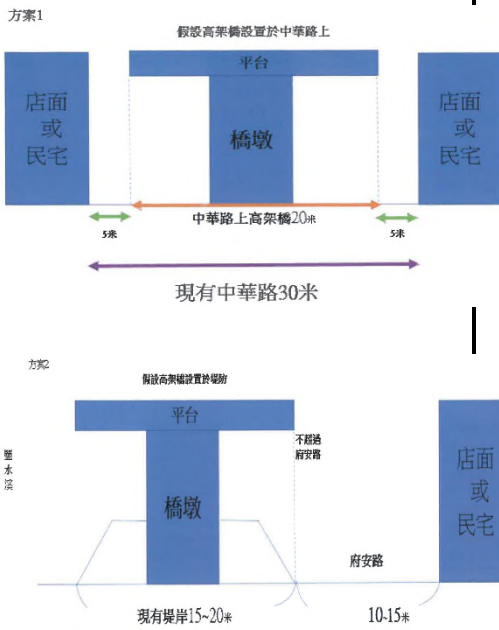 方案1
假設高架橋設置於中華路上
平台
店面
或
民宅
橋墩
店面
或
民宅
中華路上高架橋20米
5米
5米
現有中華路30米
方案2
假設高架橋設置於堤防
平台
不超過
府安路
鹽
水
溪
店面
或
民宅
橋墩
府安路
現有堤岸15~20米
10-15米